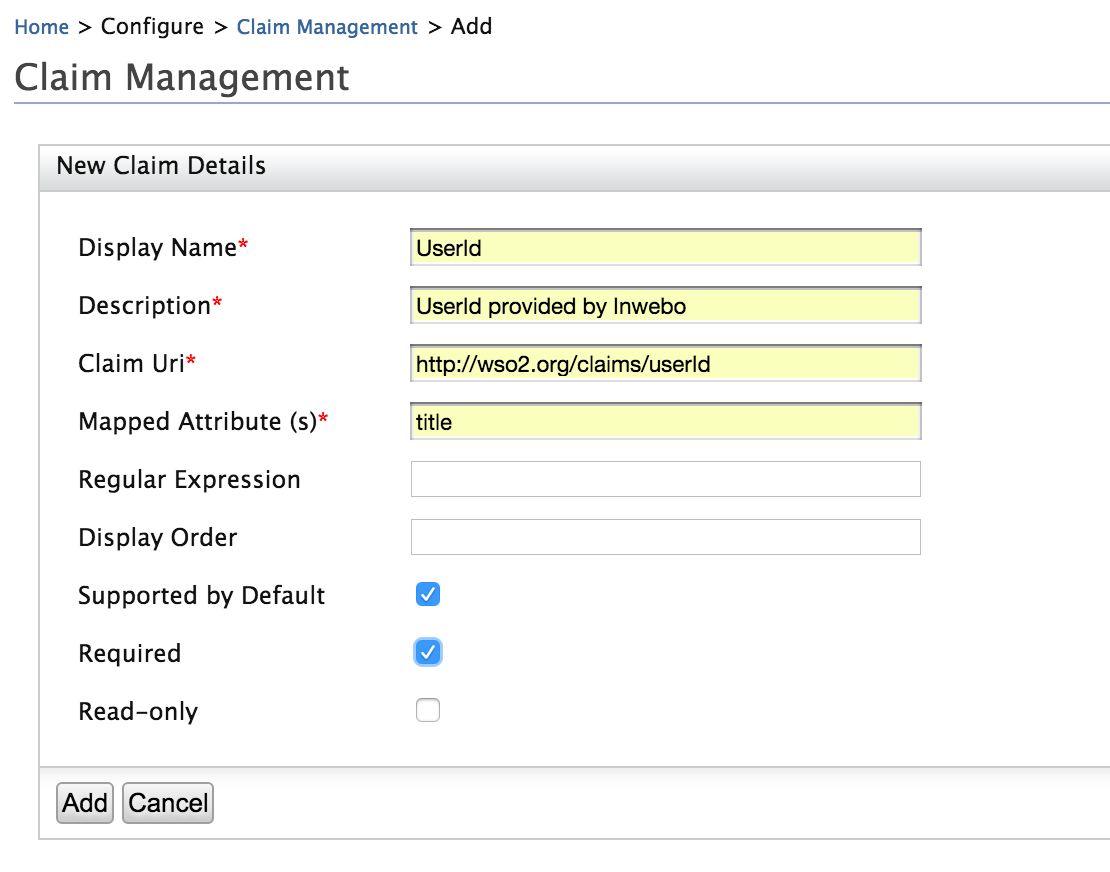 Home > Configure > Claim Management > Add
Claim Management
New Claim Details
Display Name* UserId
Description* UserId provided by Inwebo
Claim Uri* http://wso2.org/claims/userId
Mapped Attribute (s)* title
Regular Expression
Display Order
Supported by Default
Required
Read-only
Add Cancel